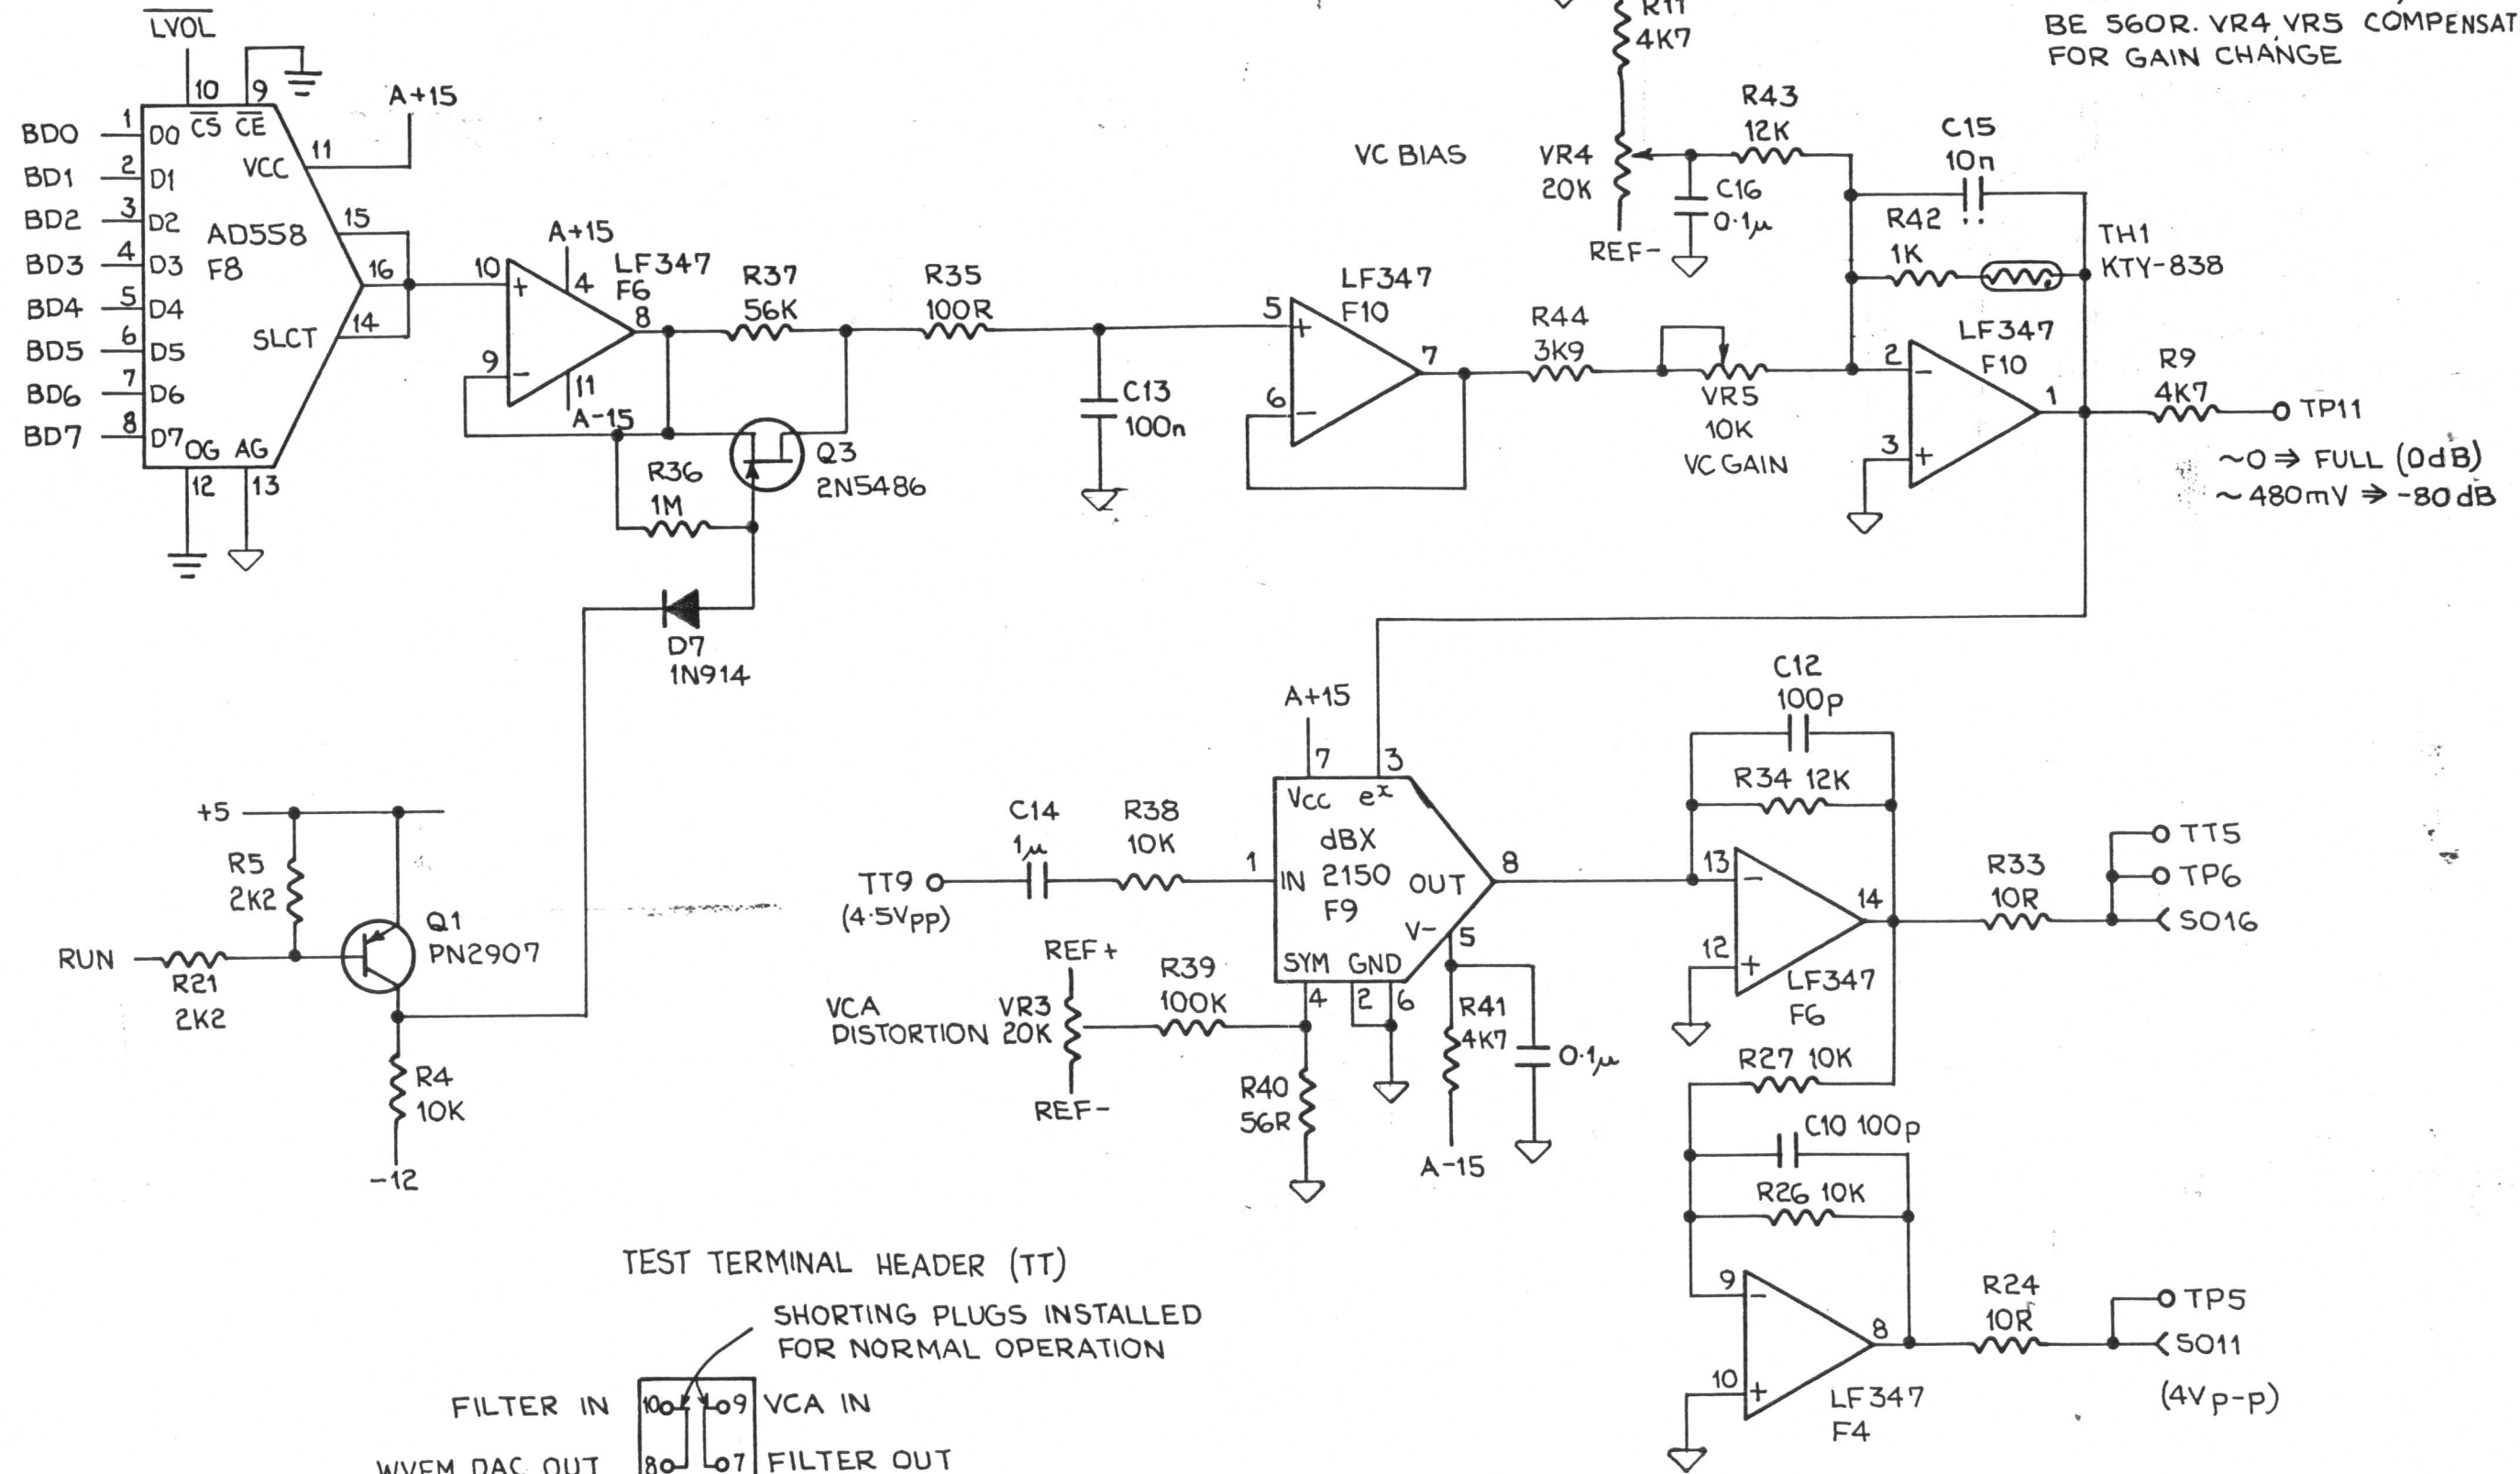 LVOL
10
9
CS
CE
A+15
BD0
1
D0
BD1
2
D1
BD2
3
D2
BD3
4
D3
BD4
5
D4
BD5
6
D5
BD6
7
D6
BD7
8
D7
VCC
11
AD558
F8
15
16
14
SLCT
OG
AG
12
13
A+15
10
+
4
LF347
F6
8
9
-
11
A-15
R37
56K
R35
100R
R36
1M
Q3
2N5486
D7
1N914
C13
100n
LF347
F10
5
+
6
-
7
R44
3K9
VR5
10K
VC GAIN
R11
4K7
VC BIAS
VR4
20K
REF-
C16
0.1μ
R43
12K
BE 560R. VR4, VR5 COMPENSAT
FOR GAIN CHANGE
C15
10n
R42
1K
TH1
KTY-838
LF347
F10
2
-
3
+
1
R9
4K7
TP11
~0 ⇒ FULL (0dB)
~480mV ⇒ -80dB
+5
R5
2K2
RUN
R21
2K2
Q1
PN2907
R4
10K
-12
TT9
(4.5Vpp)
C14
1μ
R38
10K
A+15
7
3
VCC
e^x
dBX
2150
F9
1
IN
OUT
8
V-
5
SYM
GND
4
2
6
VCA
DISTORTION
REF+
VR3
20K
REF-
R39
100K
R40
56R
R41
4K7
0.1μ
A-15
C12
100p
R34 12K
13
-
12
+
14
LF347
F6
R33
10R
TT5
TP6
SO16
R27 10K
C10 100p
R26 10K
9
-
10
+
8
LF347
F4
R24
10R
TP5
SO11
(4Vp-p)
TEST TERMINAL HEADER (TT)
SHORTING PLUGS INSTALLED
FOR NORMAL OPERATION
FILTER IN
10
9
VCA IN
WVFM DAC OUT
8
7
FILTER OUT